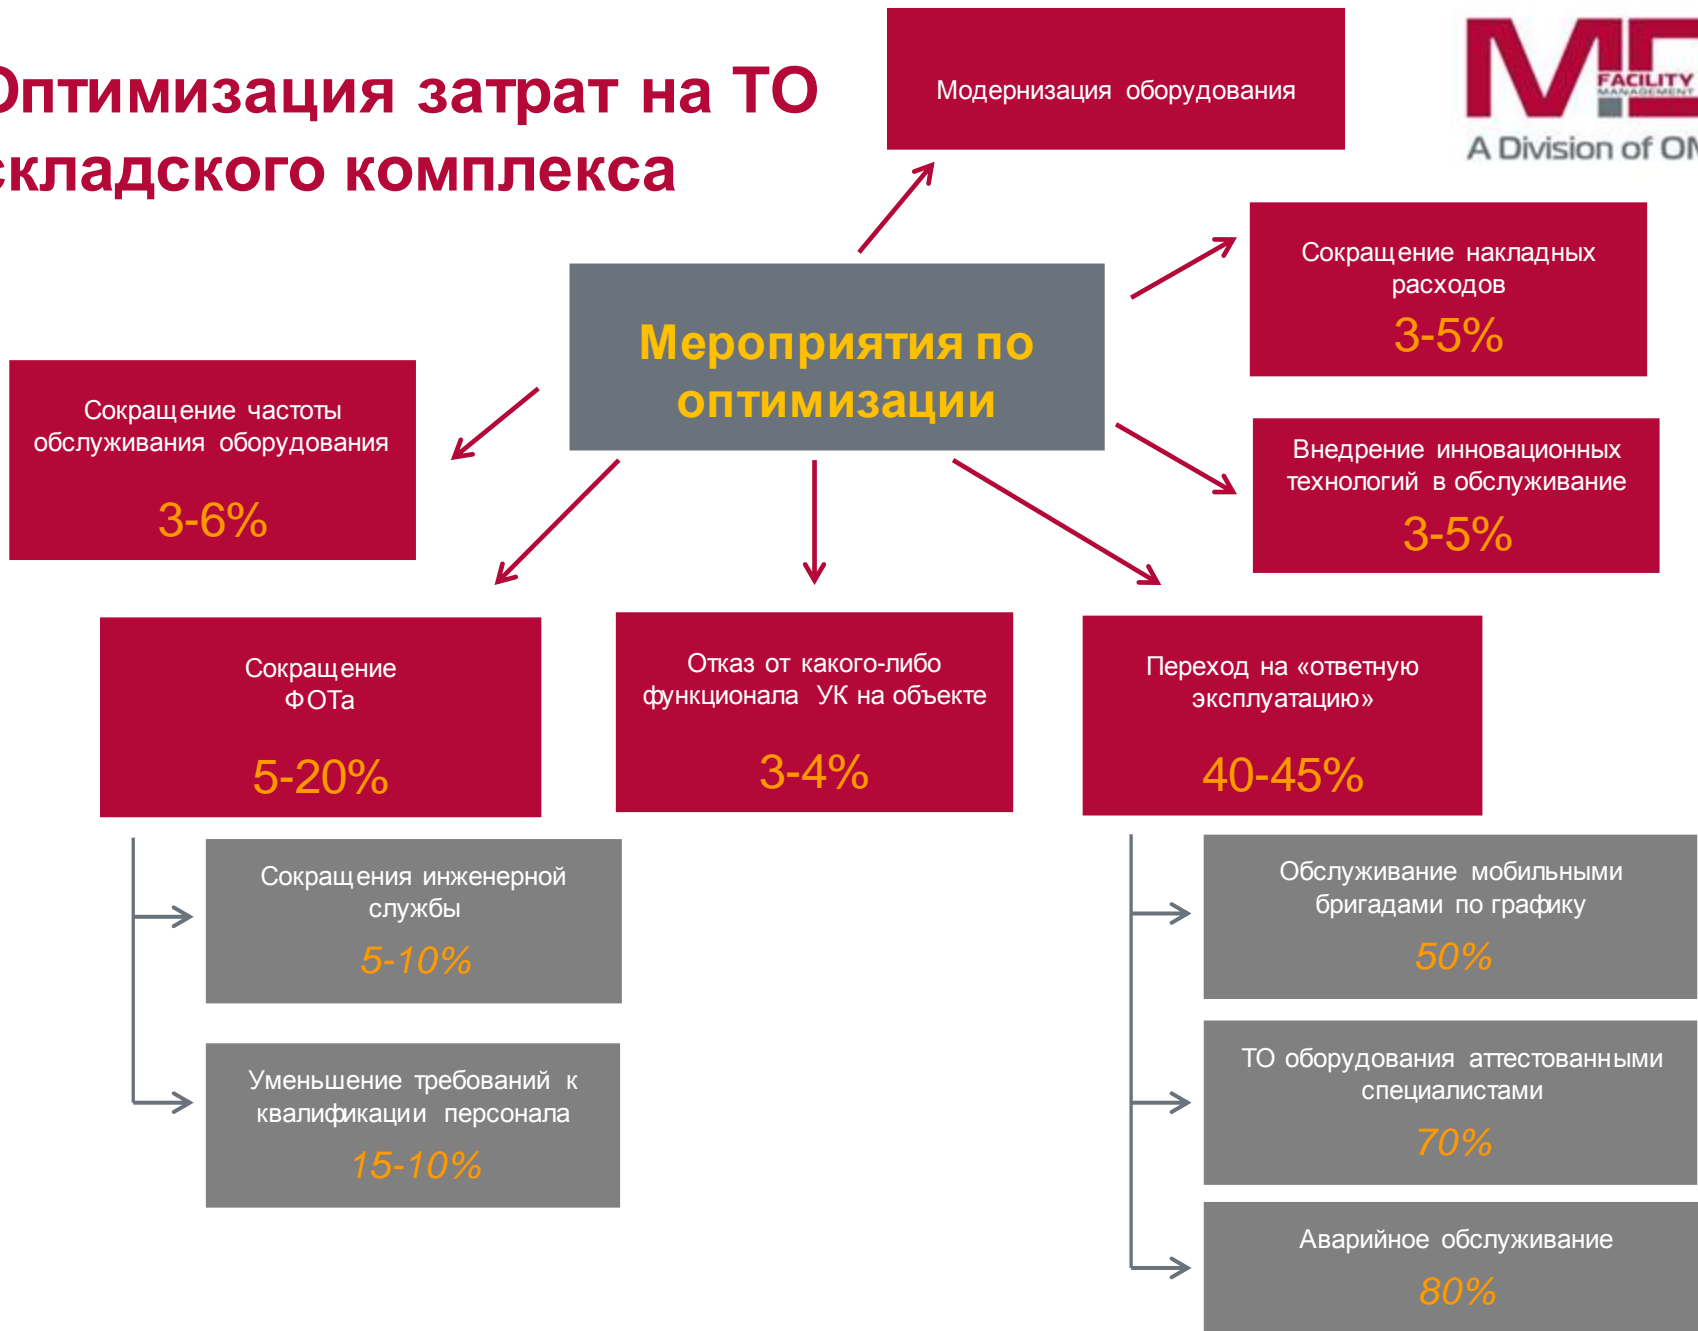 Оптимизация затрат на ТО
складского комплекса
Модернизация оборудования
FACILITY
MANAGEMENT
A Division of
Сокращение накладных
расходов
3-5%
Мероприятия по
оптимизации
Сокращение частоты
обслуживания оборудования
3-6%
Внедрение инновационных
технологий в обслуживание
3-5%
Сокращение
ФОТа
5-20%
Отказ от какого-либо
функционала УК на объекте
3-4%
Переход на «ответную
эксплуатацию»
40-45%
Сокращения инженерной
службы
5-10%
Уменьшение требований к
квалификации персонала
15-10%
Обслуживание мобильными
бригадами по графику
50%
ТО оборудования аттестованными
специалистами
70%
Аварийное обслуживание
80%